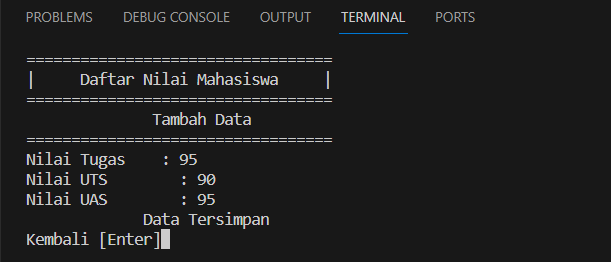 PROBLEMS DEBUG CONSOLE OUTPUT TERMINAL PORTS
==================================
|     Daftar Nilai Mahasiswa     |
==================================
Tambah Data
==================================
Nilai Tugas    : 95
Nilai UTS        : 90
Nilai UAS        : 95
Data Tersimpan
Kembali [Enter]